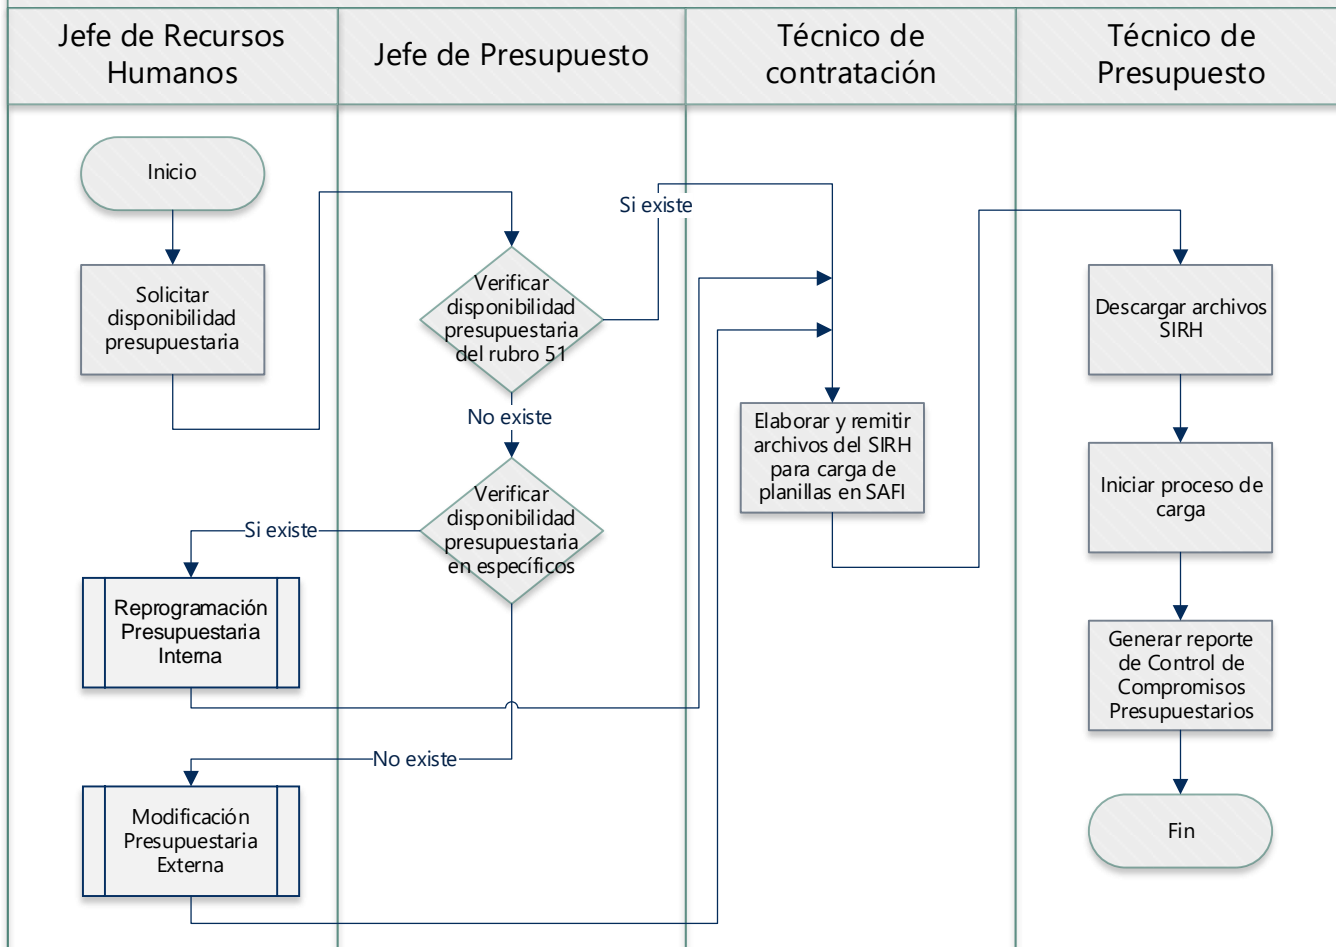 Jefe de Recursos
Humanos
Jefe de Presupuesto
Técnico de
contratación
Técnico de
Presupuesto
Inicio
Solicitar
disponibilidad
presupuestaria
Verificar
disponibilidad
presupuestaria
del rubro 51
Si existe
No existe
Verificar
disponibilidad
presupuestaria
en específicos
Si existe
Reprogramación
Presupuestaria
Interna
No existe
Modificación
Presupuestaria
Externa
Elaborar y remitir
archivos del SIRH
para carga de
planillas en SAFI
Descargar archivos
SIRH
Iniciar proceso de
carga
Generar reporte
de Control de
Compromisos
Presupuestarios
Fin